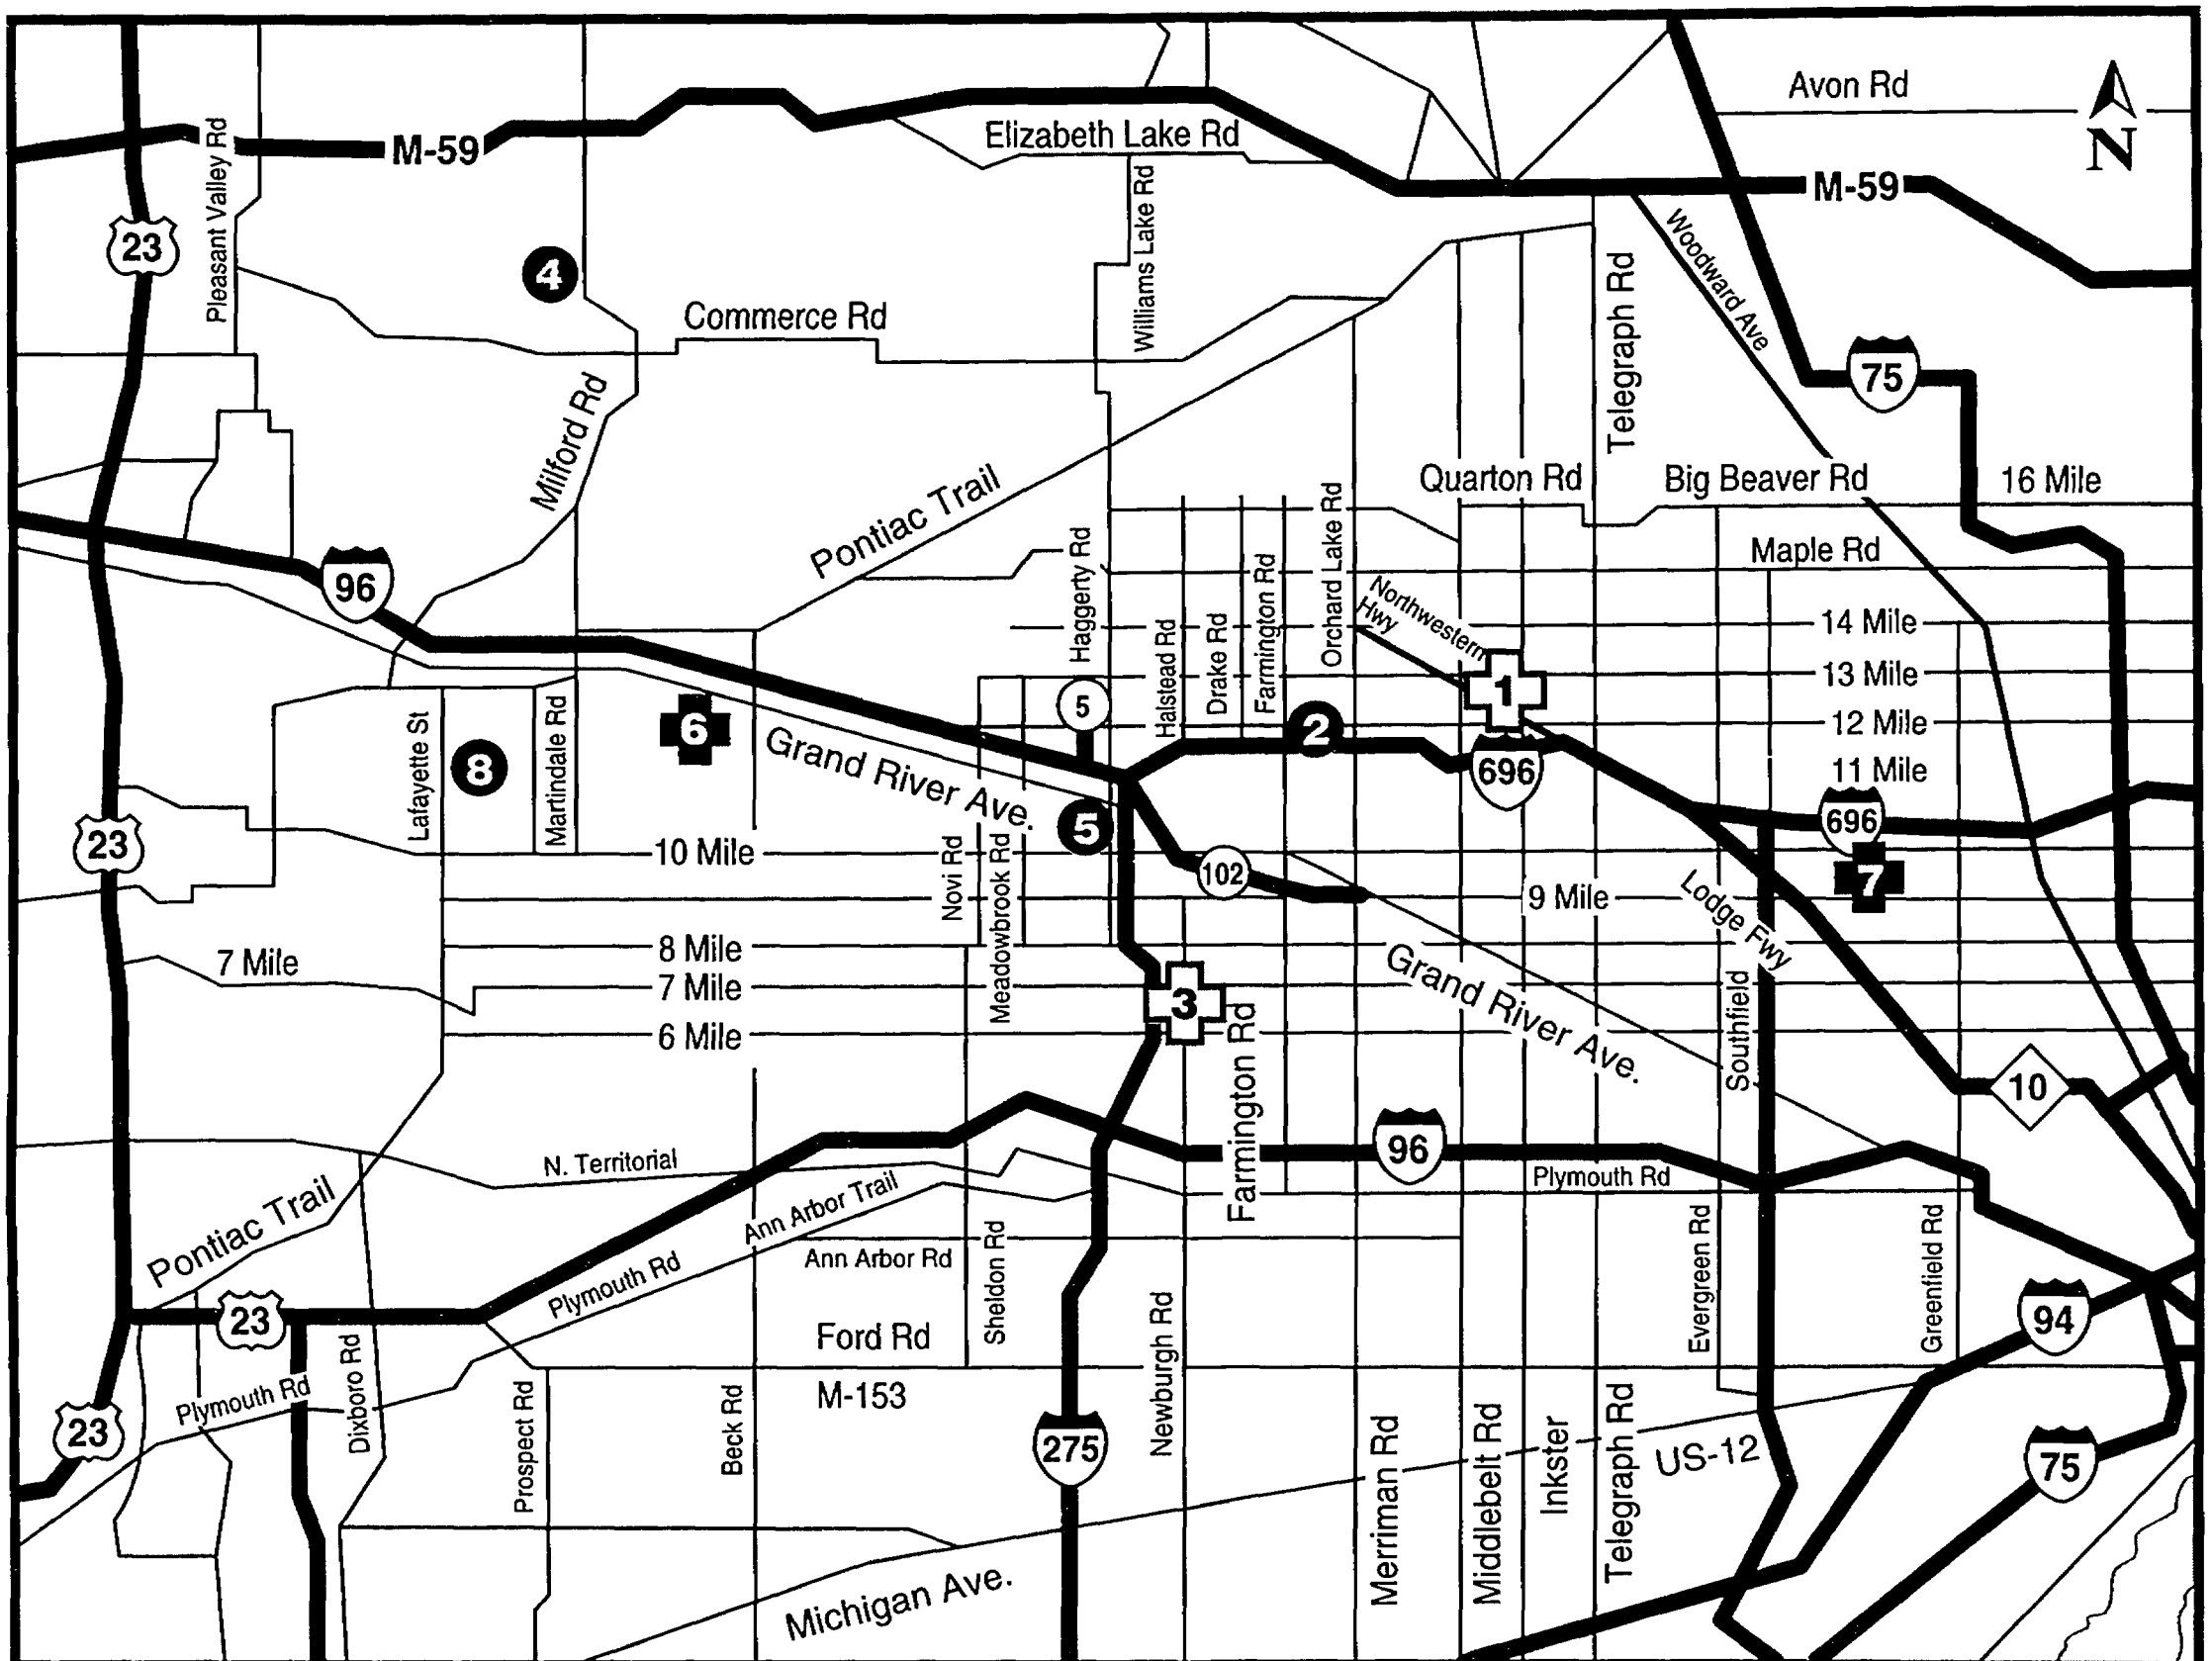 Avon Rd
N
Elizabeth Lake Rd
M-59
M-59
Pleasant Valley Rd
Williams Lake Rd
23
4
Woodward Ave
Telegraph Rd
Commerce Rd
75
Milford Rd
Quarton Rd
Big Beaver Rd
16 Mile
Pontiac Trail
Orchard Lake Rd
Haggerty Rd
Farmington Rd
Maple Rd
96
Northwestern
Hwy
14 Mile
Halstead Rd
Drake Rd
13 Mile
1
5
12 Mile
2
6
Lafayette St
8
Martindale Rd
Grand River Ave.
696
11 Mile
696
5
23
10 Mile
Novi Rd
Meadowbrook Rd
102
7
9 Mile
Lodge Fwy
8 Mile
7 Mile
7 Mile
Grand River Ave.
3
Southfield
6 Mile
Farmington Rd
10
96
N. Territorial
Plymouth Rd
Pontiac Trail
Ann Arbor Trail
Ann Arbor Rd
Sheldon Rd
Plymouth Rd
Evergreen Rd
Greenfield Rd
23
Ford Rd
94
Newburgh Rd
Dixboro Rd
Plymouth Rd
M-153
23
Prospect Rd
Beck Rd
275
Merriman Rd
Middlebelt Rd
Inkster
Telegraph Rd
US-12
75
Michigan Ave.